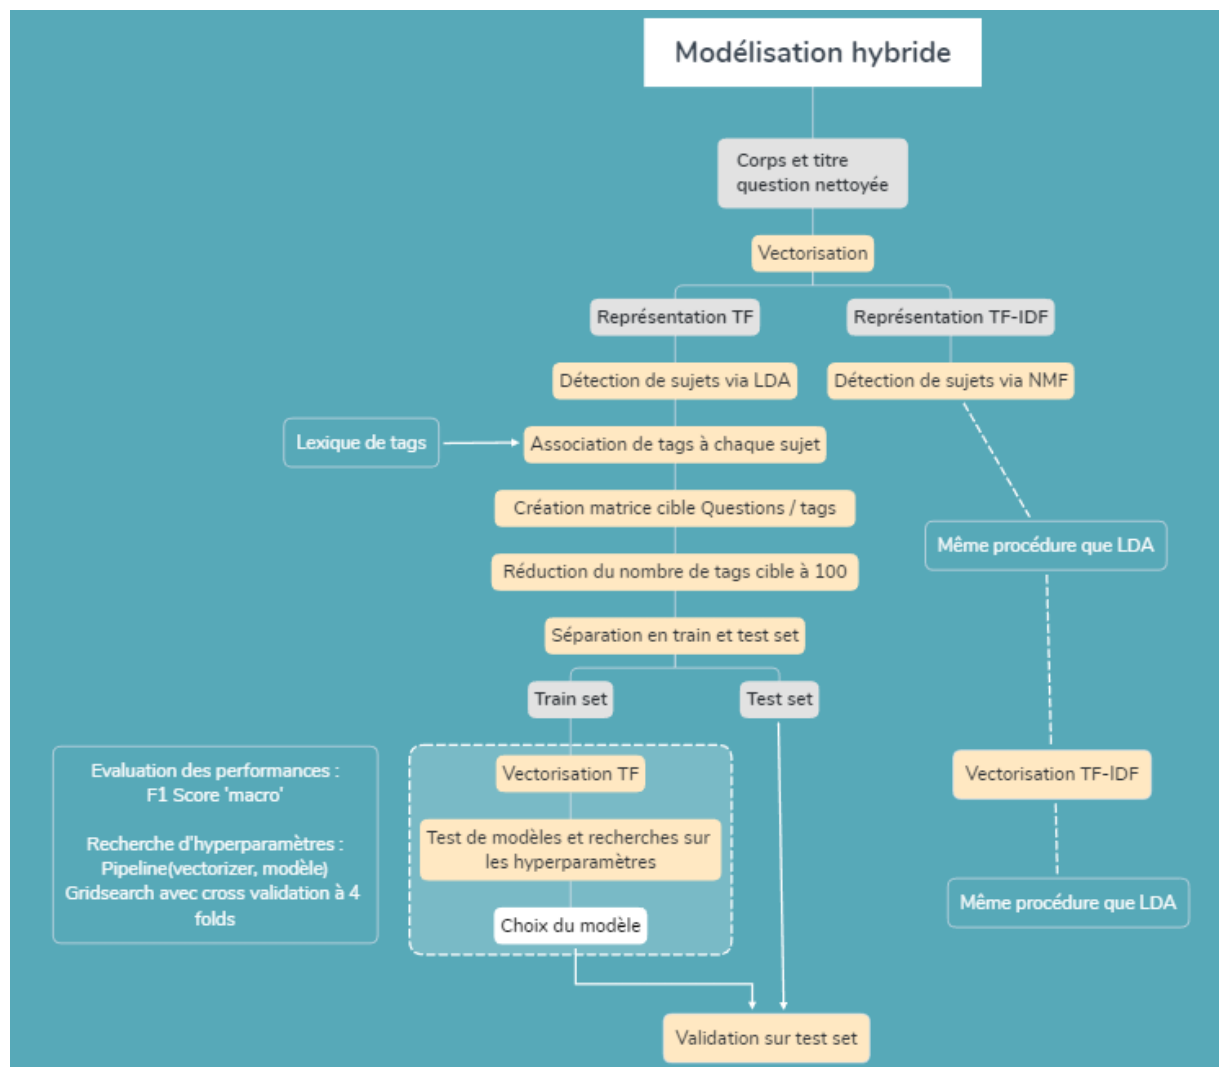 Modélisation hybride
Corps et titre
question nettoyée
Vectorisation
Représentation TF
Représentation TF-IDF
Détection de sujets via LDA
Détection de sujets via NMF
Lexique de tags
Association de tags à chaque sujet
Création matrice cible Questions / tags
Même procédure que LDA
Réduction du nombre de tags cible à 100
Séparation en train et test set
Train set
Test set
Evaluation des performances :
F1 Score 'macro'
Recherche d'hyperparamètres :
Pipeline(vectorizer, modèle)
Gridsearch avec cross validation à 4
folds
Vectorisation TF
Test de modèles et recherches sur
les hyperparamètres
Choix du modèle
Vectorisation TF-IDF
Même procédure que LDA
Validation sur test set